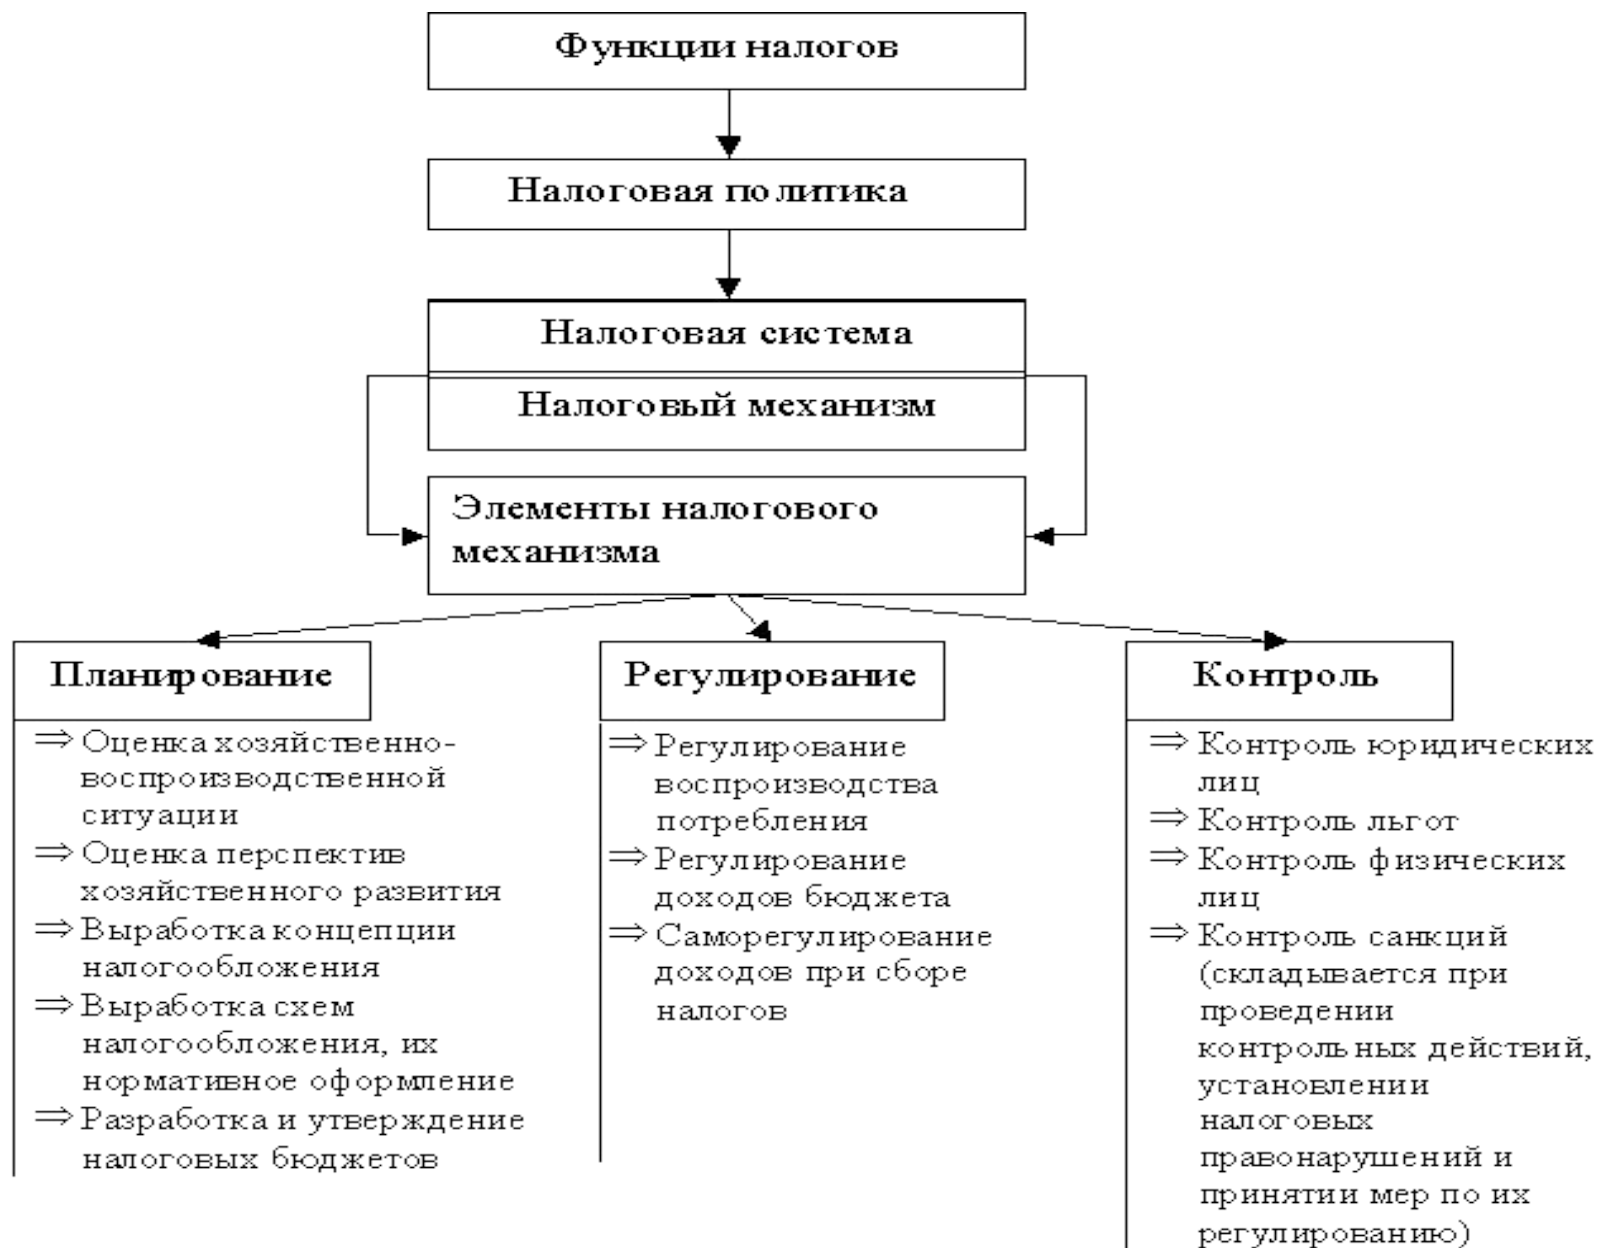 Функции налогов
Налоговая политика
Налоговая система
Налоговый механизм
Элементы налогового
механизма
Планирование
⇒ Оценка хозяйственно-
воспроизводственной
ситуации
⇒ Оценка перспектив
хозяйственного развития
⇒ Выработка концепции
налогообложения
⇒ Выработка схем
налогообложения, их
нормативное оформление
⇒ Разработка и утверждение
налоговых бюджетов
Регулирование
⇒ Регулирование
воспроизводства
потребления
⇒ Регулирование
доходов бюджета
⇒ Саморегулирование
доходов при сборе
налогов
Контроль
⇒ Контроль юридических
лиц
⇒ Контроль льгот
⇒ Контроль физических
лиц
⇒ Контроль санкций
(складывается при
проведении
контрольных действий,
установлении
налоговых
правонарушений и
принятии мер по их
регулированию)